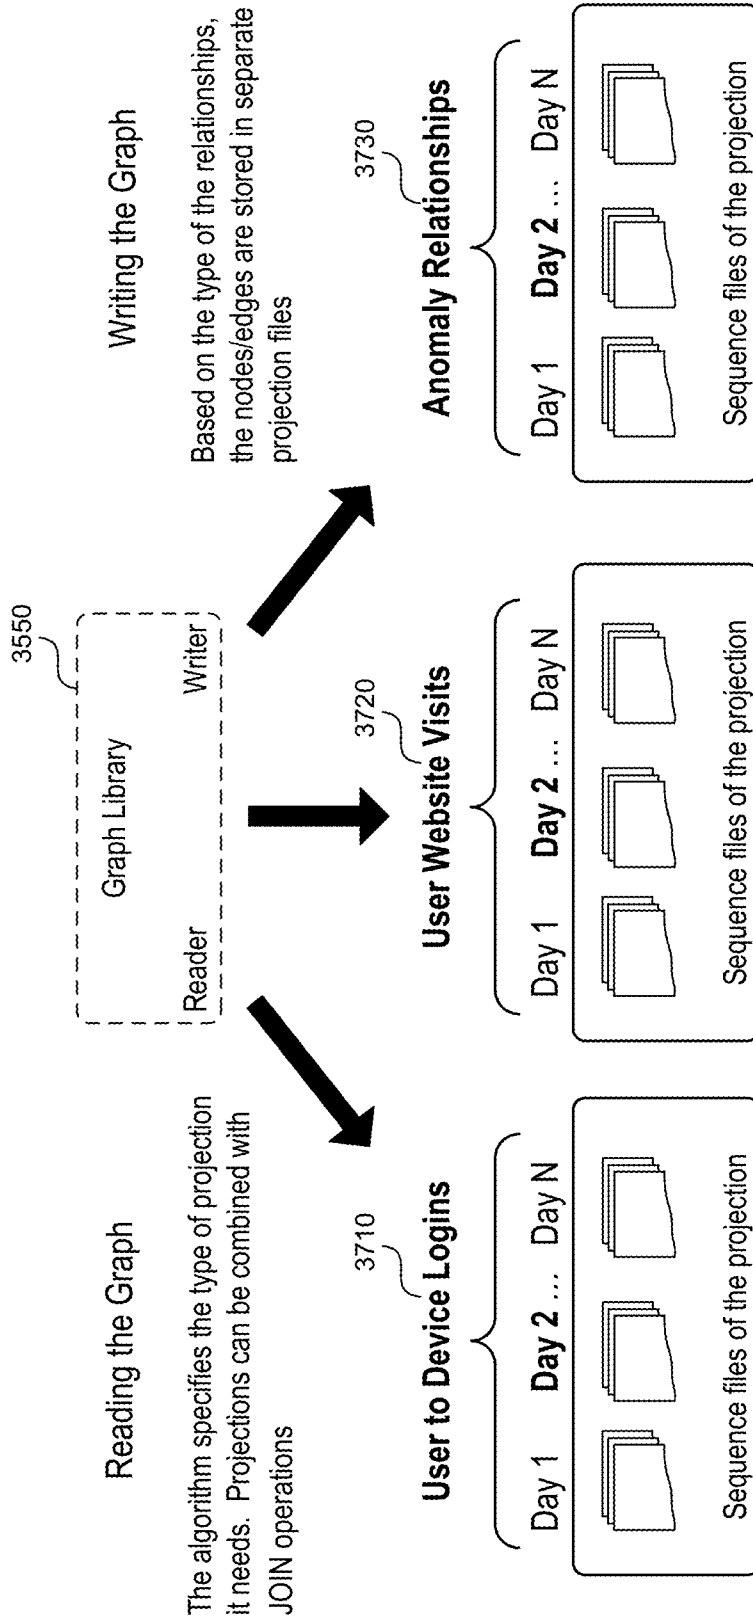 Reading the Graph
The algorithm specifies the type of projection
it needs. Projections can be combined with
JOIN operations
3550
Graph Library
Reader Writer
Writing the Graph
Based on the type of the relationships,
the nodes/edges are stored in separate
projection files
3710
User to Device Logins
Day 1 Day 2 ... Day N
Sequence files of the projection
3720
User Website Visits
Day 1 Day 2 ... Day N
Sequence files of the projection
3730
Anomaly Relationships
Day 1 Day 2 ... Day N
Sequence files of the projection